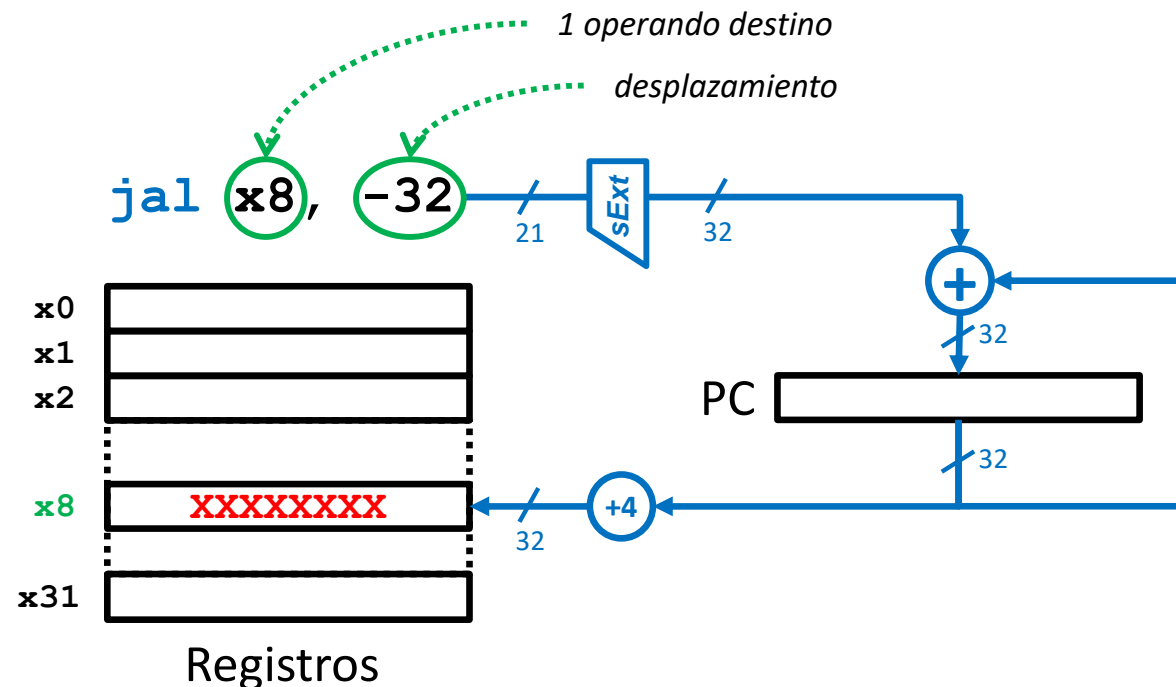 1 operando destino
desplazamiento
jal x8, -32
21
sExt
32
+
x0
x1
x2
32
PC
32
x8
XXXXXXXX
32
+4
x31
Registros